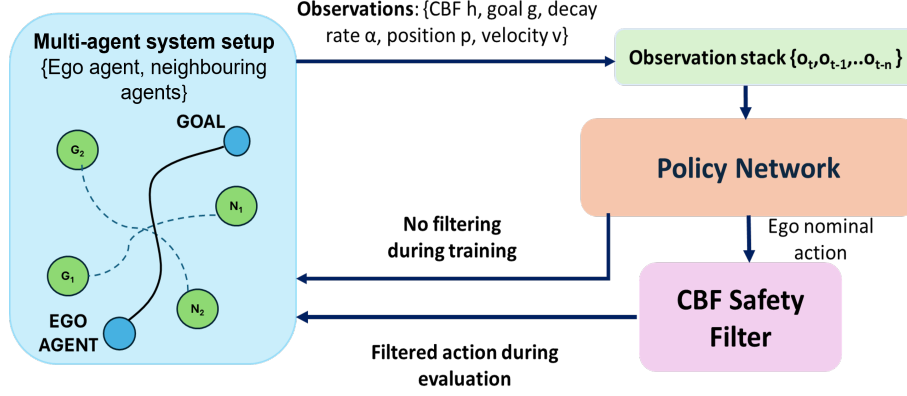 Observations: {CBF h, goal g, decay
rate α, position p, velocity v}
Multi-agent system setup
{Ego agent, neighbouring
agents}
GOAL
G₂
N₁
G₁
N₂
EGO
AGENT
Observation stack {oₜ,oₜ₋₁,..oₜ₋ₙ }
Policy Network
No filtering
during training
Ego nominal
action
CBF Safety
Filter
Filtered action during
evaluation